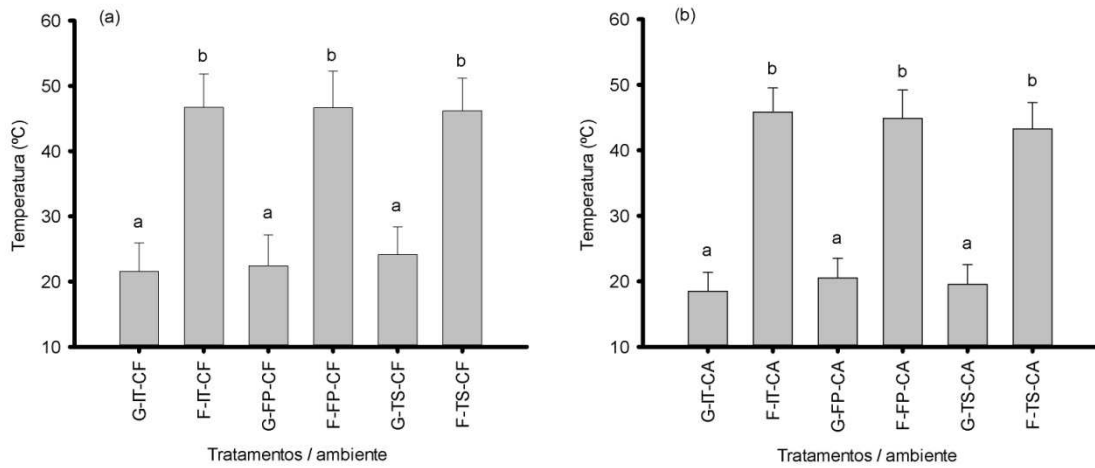 (a)
60
50
40
30
20
10
Temperatura (ºC)
a
b
a
b
a
b
G-IT-CF
F-IT-CF
G-FP-CF
F-FP-CF
G-TS-CF
F-TS-CF
Tratamentos / ambiente
(b)
60
50
40
30
20
10
Temperatura (ºC)
a
b
a
b
a
b
G-IT-CA
F-IT-CA
G-FP-CA
F-FP-CA
G-TS-CA
F-TS-CA
Tratamentos / ambiente